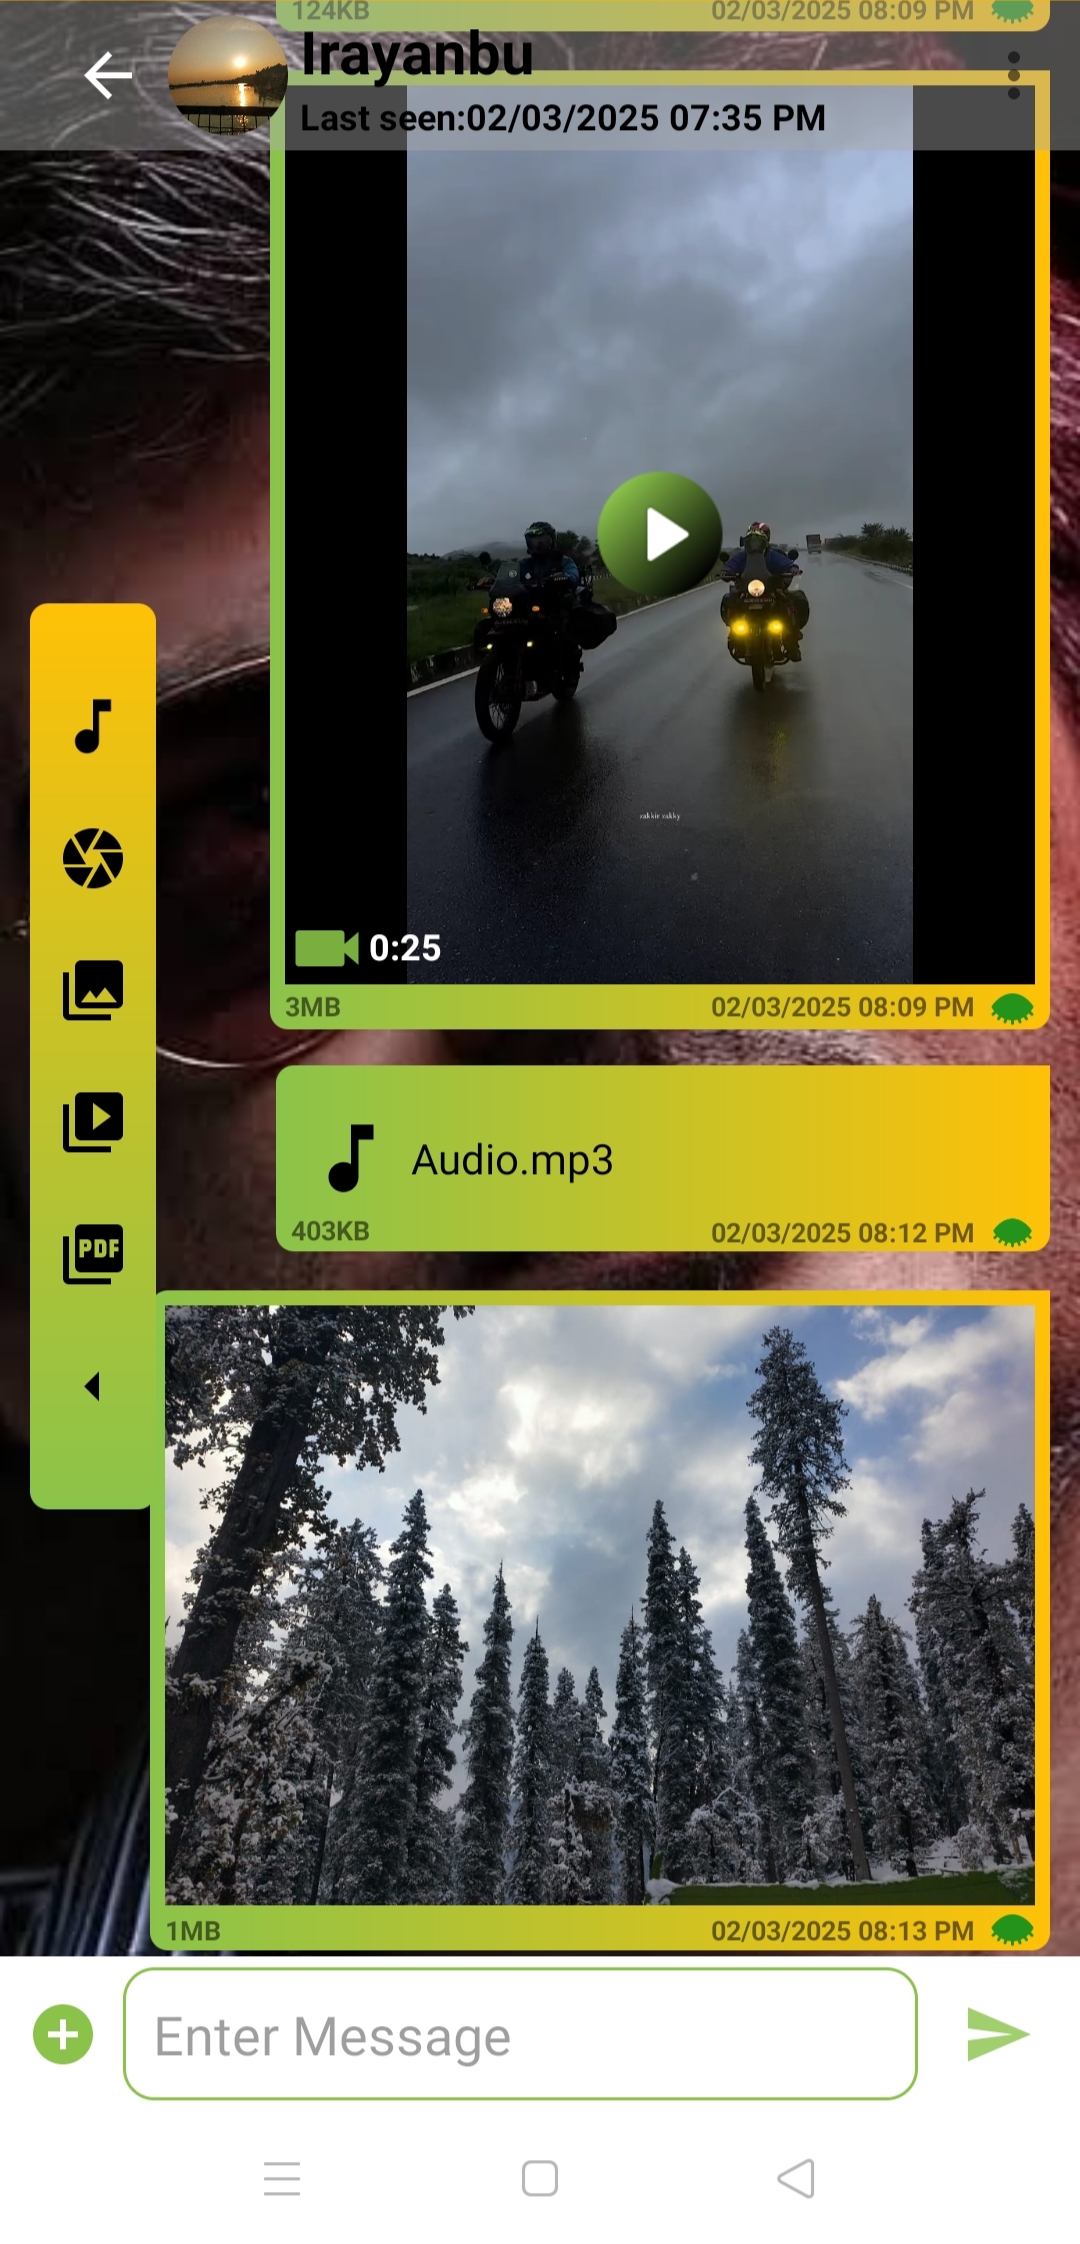 124KB 02/03/2025 08:09 PM
Irayanbu
Last seen:02/03/2025 07:35 PM
zakkir zakky
0:25
3MB 02/03/2025 08:09 PM
Audio.mp3
403KB 02/03/2025 08:12 PM
PDF
1MB 02/03/2025 08:13 PM
Enter Message